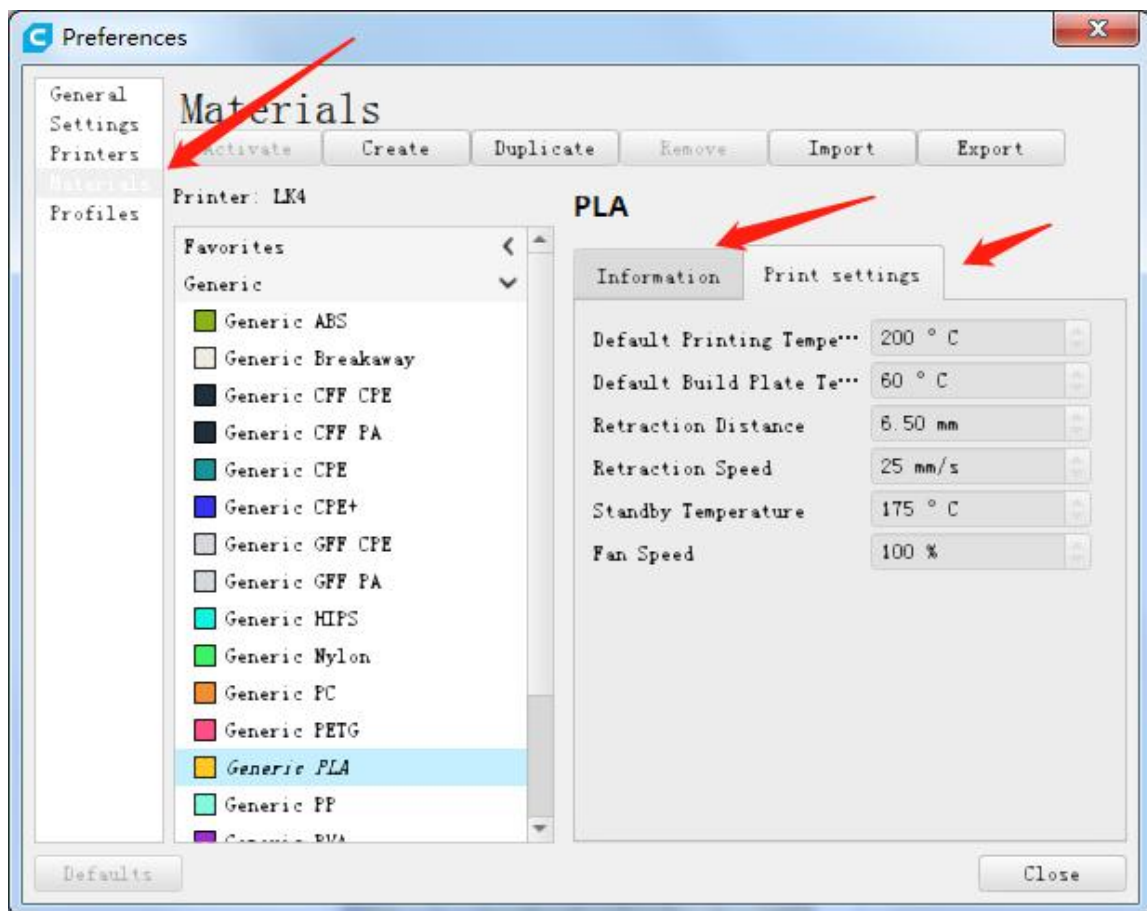 Preferences
General
Settings
Printers
Materials
Profiles
Materials
Activate Create Duplicate Remove Import Export
Printer: LK4
PLA
Favorites
Generic
Generic ABS
Generic Breakaway
Generic CFF CPE
Generic CFF PA
Generic CPE
Generic CPE+
Generic GFF CPE
Generic GFF PA
Generic HIPS
Generic Nylon
Generic PC
Generic PETG
Generic PLA
Generic PP
Generic PVA
Information Print settings
Default Printing Tempe··· 200 ° C
Default Build Plate Te··· 60 ° C
Retraction Distance 6.50 mm
Retraction Speed 25 mm/s
Standby Temperature 175 ° C
Fan Speed 100 %
Defaults Close